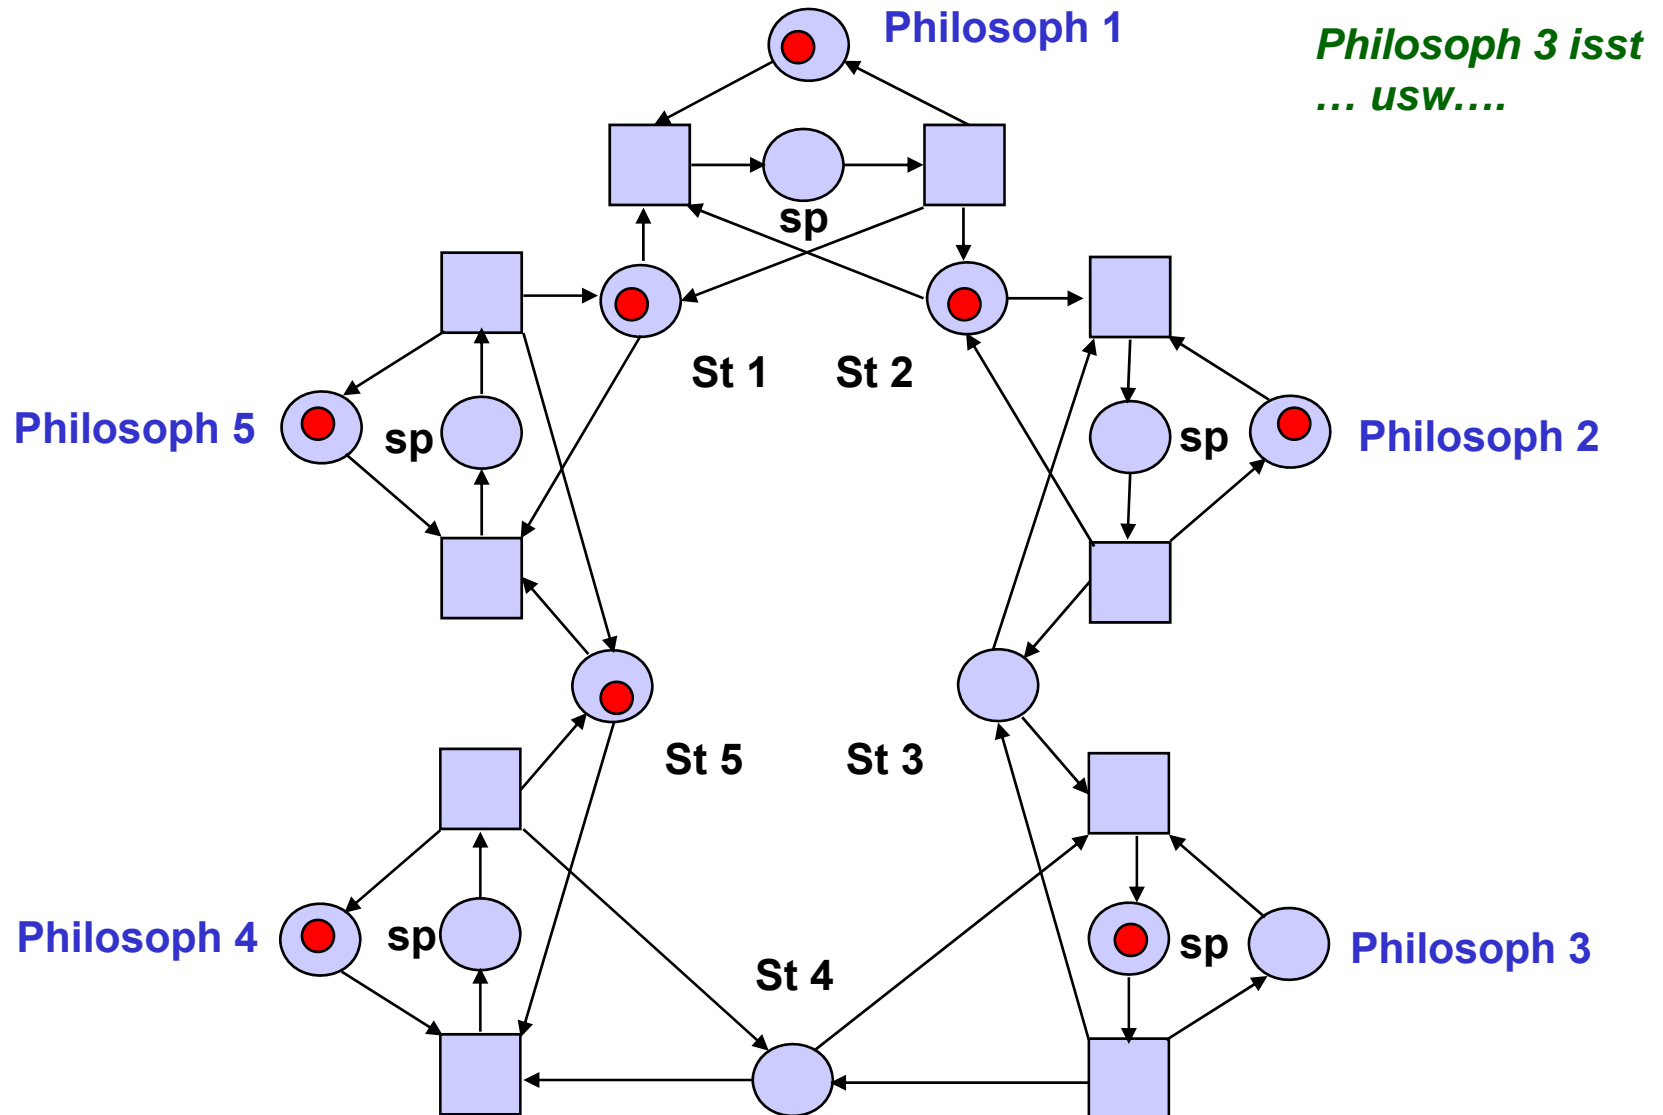 Philosoph 1
Philosoph 3 isst
… usw….
sp
St 1
St 2
Philosoph 5
sp
sp
Philosoph 2
St 5
St 3
Philosoph 4
sp
St 4
sp
Philosoph 3